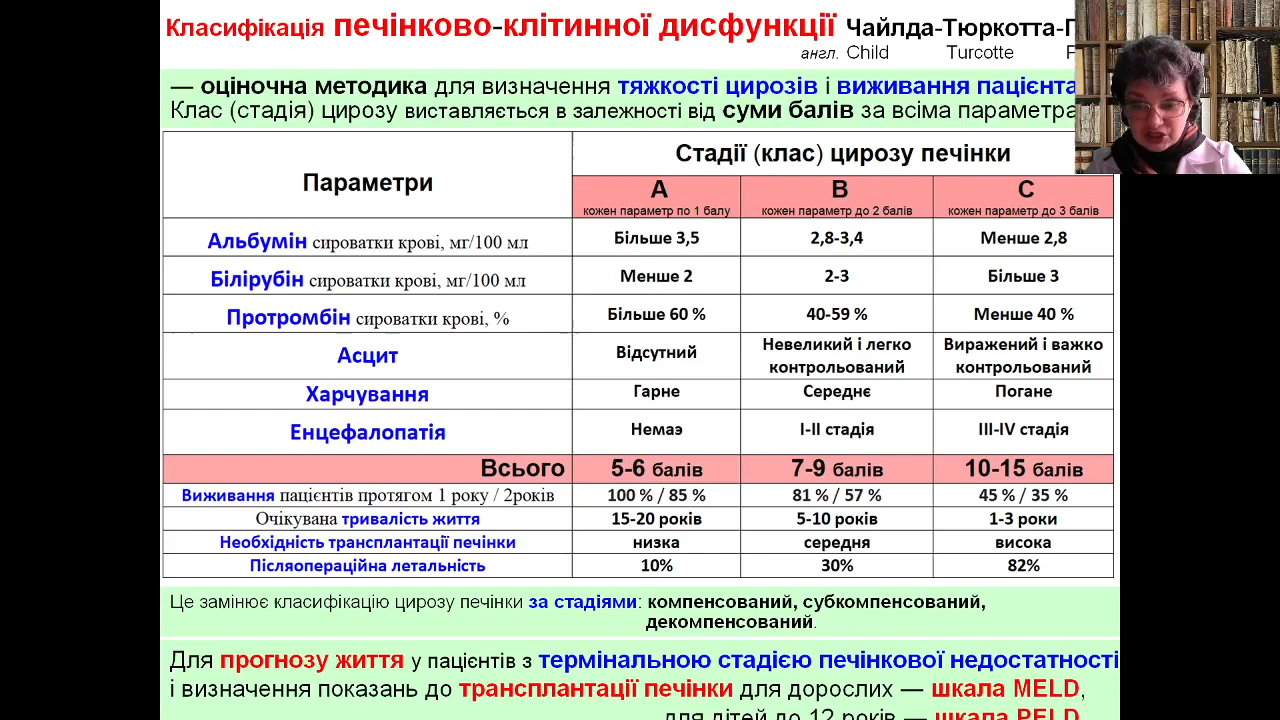 Класифікація печінково-клітинної дисфункції Чайлда-Тюркотта-
англ. Child Turcotte
— оціночна методика для визначення тяжкості цирозів і виживання
Клас (стадія) цирозу виставляється в залежності від суми балів за всіма
Параметри
Стадії (клас) цирозу печінки
A B C
кожен параметр по 1 балу кожен параметр до 2 балів кожен параметр до 3 балів
Альбумін сироватки крові, мг/100 мл Більше 3,5 2,8-3,4 Менше 2,8
Білірубін сироватки крові, мг/100 мл Менше 2 2-3 Більше 3
Протромбін сироватки крові, % Більше 60 % 40-59 % Менше 40 %
Асцит Відсутний Невеликий і легко контрольований Виражений і важко контрольований
Харчування Гарне Середнє Погане
Енцефалопатія Немаэ I-II стадія III-IV стадія
Всього 5-6 балів 7-9 балів 10-15 балів
Виживання пацієнтів протягом 1 року / 2років 100 % / 85 % 81 % / 57 % 45 % / 35 %
Очікувана тривалість життя 15-20 років 5-10 років 1-3 роки
Необхідність трансплантації печінки низка середня висока
Післяопераційна летальність 10% 30% 82%
Це замінює класифікацію цирозу печінки за стадіями: компенсований, субкомпенсований,
декомпенсований.
Для прогнозу життя у пацієнтів з термінальною стадією печінкової недостатності
і визначення показань до трансплантації печінки для дорослих — шкала MELD,
для дітей до 12 років — шкала PELD